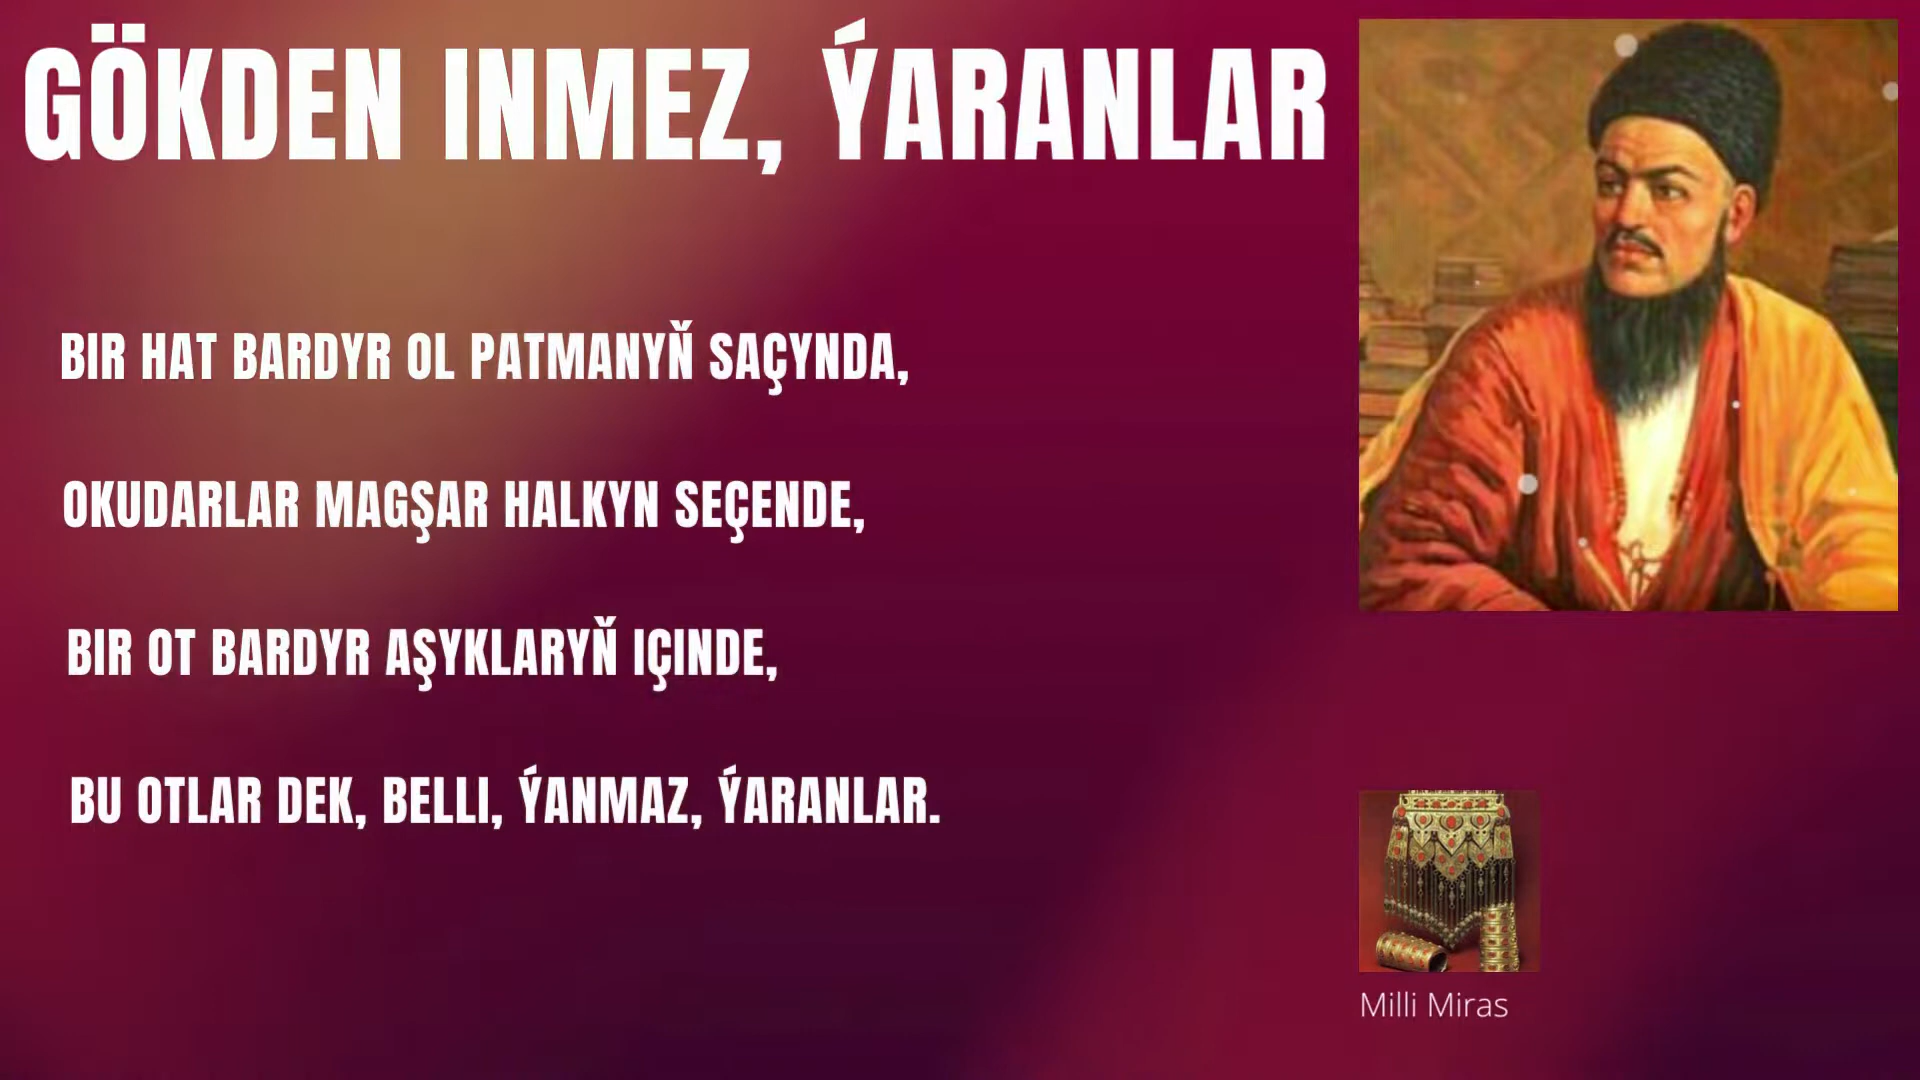 GÖKDEN INMEZ, ÝARANLAR
BIR HAT BARDYR OL PATMANYŇ SAÇYNDA,
OKUDARLAR MAGŞAR HALKYN SEÇENDE,
BIR OT BARDYR AŞYKLARYŇ IÇINDE,
BU OTLAR DEK, BELLI, ÝANMAZ, ÝARANLAR.
Milli Miras